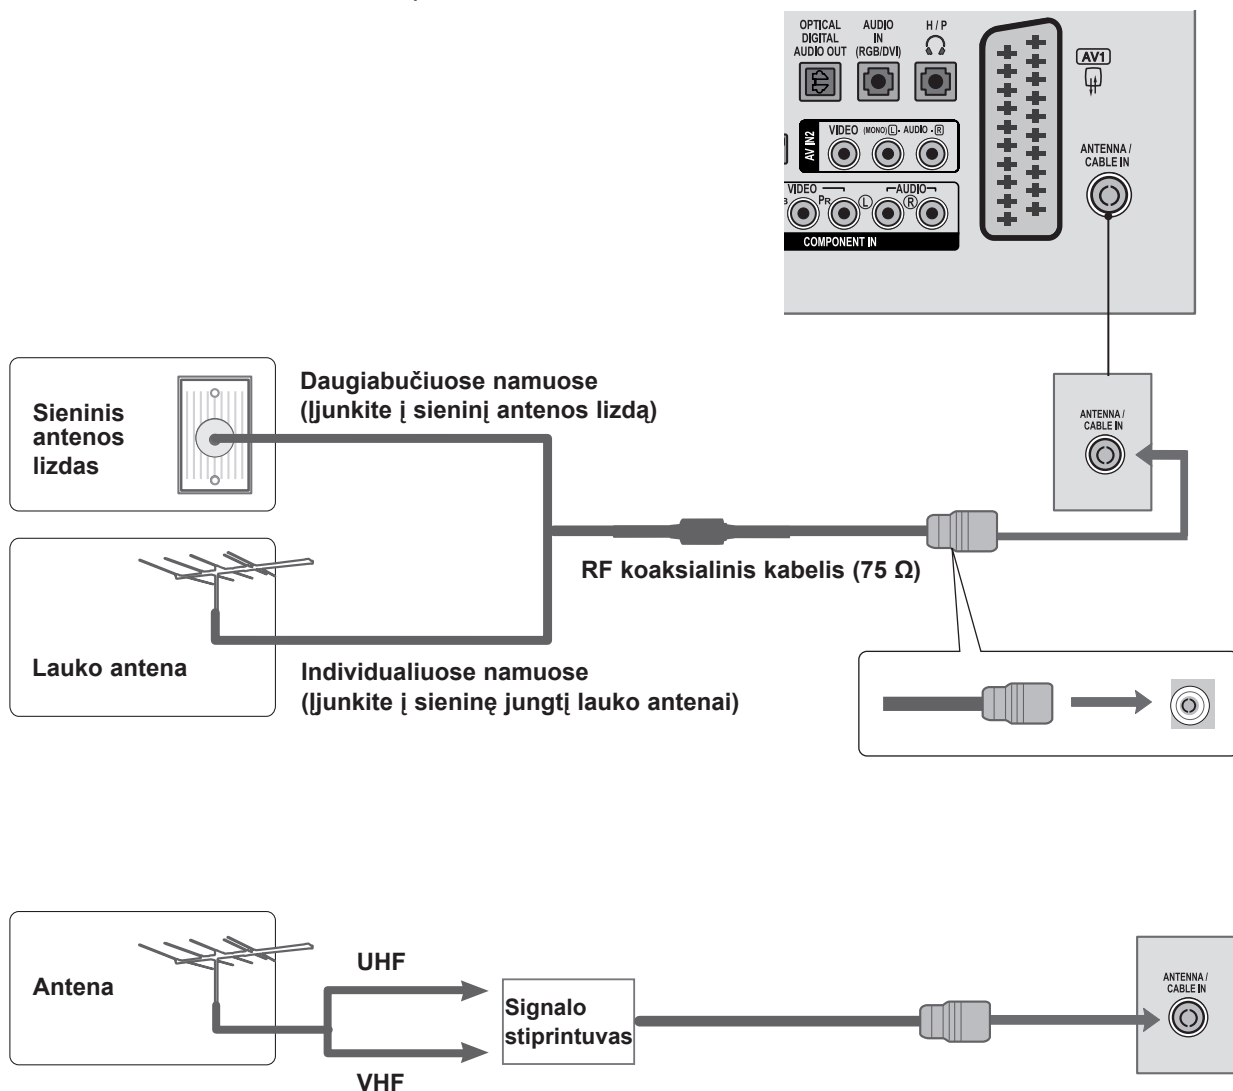 OPTICAL
DIGITAL
AUDIO OUT
AUDIO
IN
(RGB/DVI)
H / P
AV1
AV IN2
VIDEO (MONO) L - AUDIO - R
ANTENNA /
CABLE IN
VIDEO AUDIO
B PR L R
COMPONENT IN
Sieninis
antenos
lizdas
Daugiabučiuose namuose
(Įjunkite į sieninį antenos lizdą)
ANTENNA /
CABLE IN
RF koaksialinis kabelis (75 Ω)
Lauko antena
Individualiuose namuose
(Įjunkite į sieninę jungtį lauko antenai)
Antena
UHF
VHF
Signalo
stiprintuvas
ANTENNA /
CABLE IN